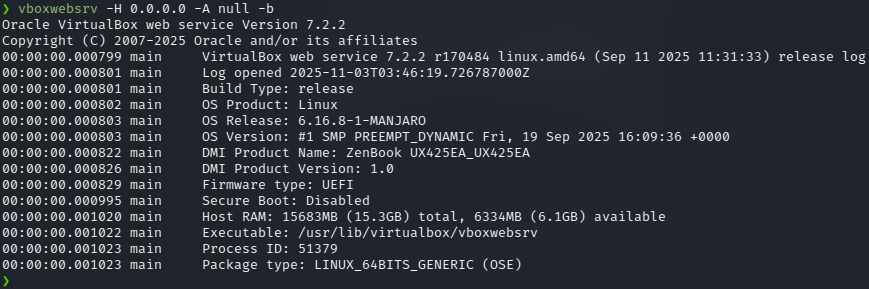 ❯ vboxwebsrv -H 0.0.0.0 -A null -b
Oracle VirtualBox web service Version 7.2.2
Copyright (C) 2007-2025 Oracle and/or its affiliates
00:00:00.000799 main     VirtualBox web service 7.2.2 r170484 linux.amd64 (Sep 11 2025 11:31:33) release log
00:00:00.000801 main     Log opened 2025-11-03T03:46:19.726787000Z
00:00:00.000801 main     Build Type: release
00:00:00.000802 main     OS Product: Linux
00:00:00.000803 main     OS Release: 6.16.8-1-MANJARO
00:00:00.000803 main     OS Version: #1 SMP PREEMPT_DYNAMIC Fri, 19 Sep 2025 16:09:36 +0000
00:00:00.000822 main     DMI Product Name: ZenBook UX425EA_UX425EA
00:00:00.000826 main     DMI Product Version: 1.0
00:00:00.000829 main     Firmware type: UEFI
00:00:00.000995 main     Secure Boot: Disabled
00:00:00.001020 main     Host RAM: 15683MB (15.3GB) total, 6334MB (6.1GB) available
00:00:00.001022 main     Executable: /usr/lib/virtualbox/vboxwebsrv
00:00:00.001023 main     Process ID: 51379
00:00:00.001023 main     Package type: LINUX_64BITS_GENERIC (OSE)
❯